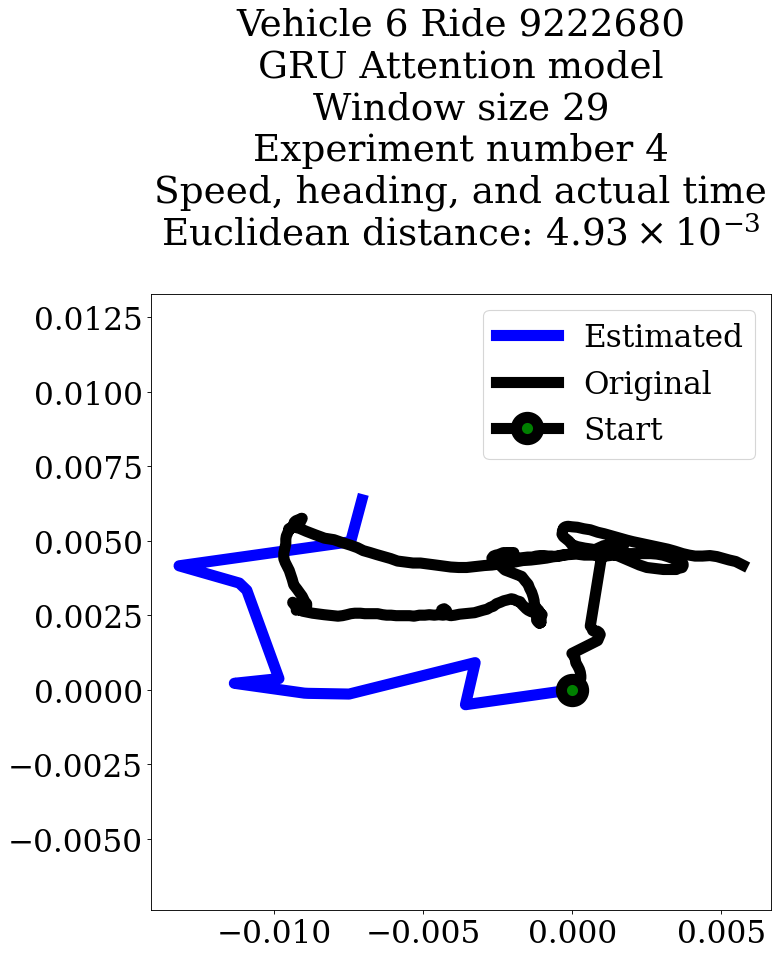 Vehicle 6 Ride 9222680
GRU Attention model
Window size 29
Experiment number 4
Speed, heading, and actual time
Euclidean distance: 4.93 × 10⁻³
Estimated
Original
Start
0.0125
0.0100
0.0075
0.0050
0.0025
0.0000
−0.0025
−0.0050
−0.010 −0.005 0.000 0.005